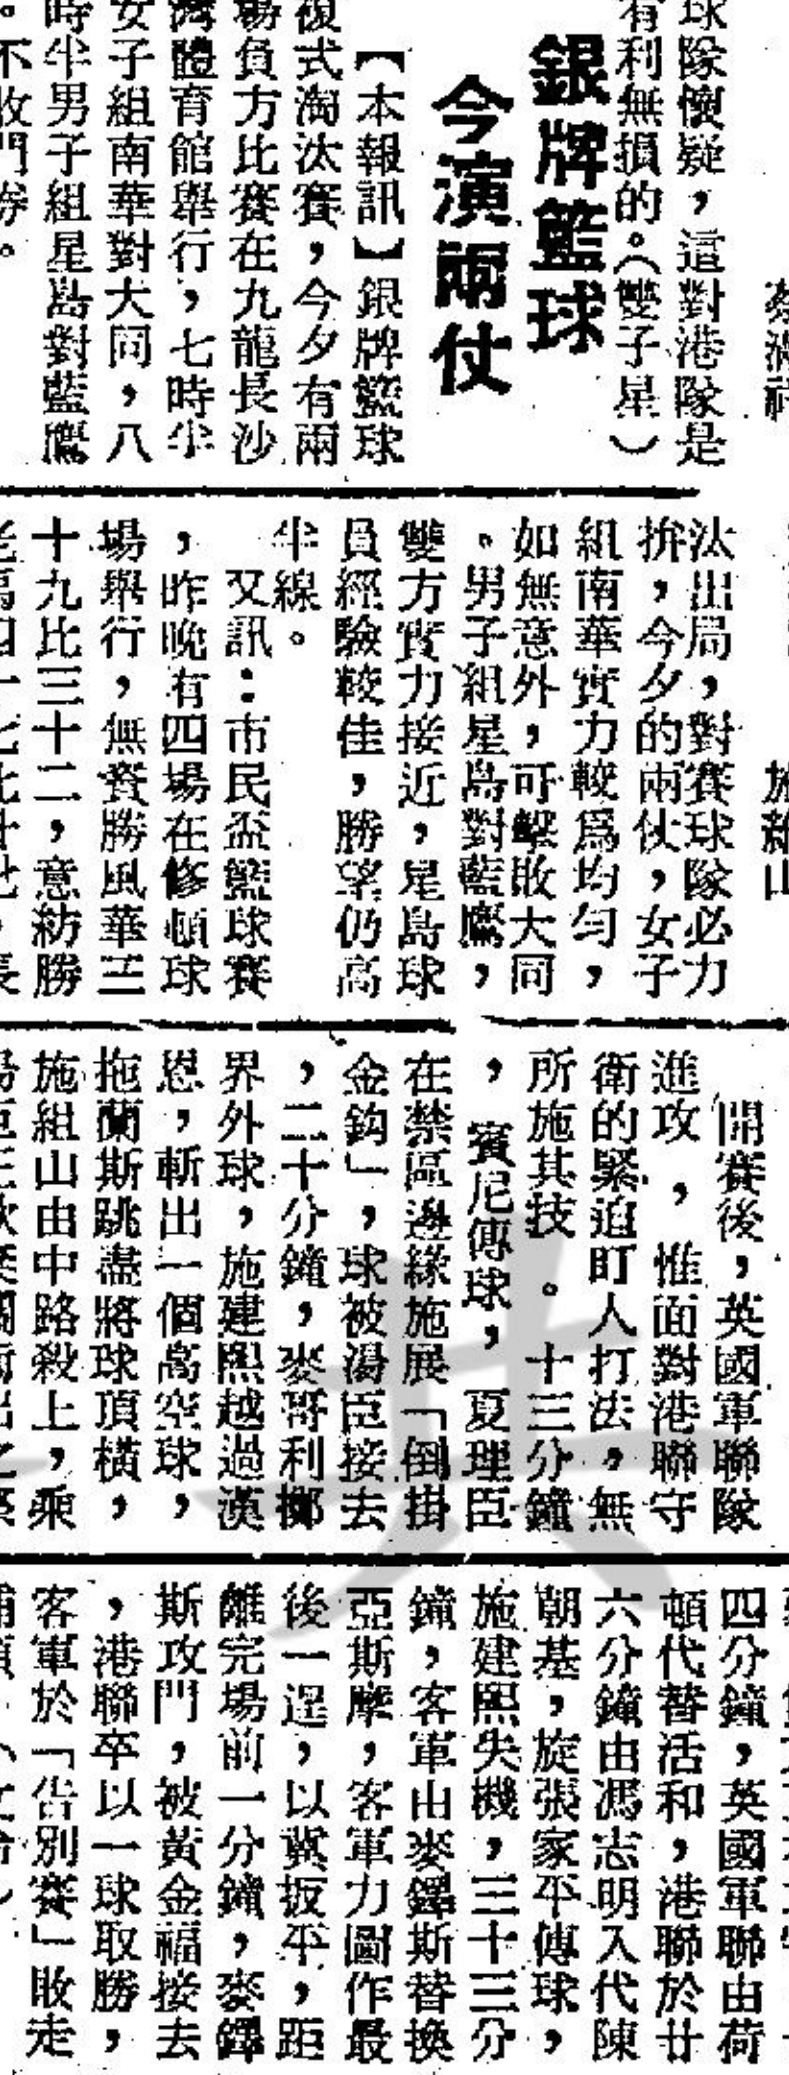 球隊懷疑,這對港隊是
有利無損的。(雙子星)
銀牌籃球
今演兩仗
【本報訊】銀牌籃球
復式淘汰賽,今夕有兩
場負方比賽在九龍長沙
灣體育館舉行,七時半
女子組南華對大同,八
時半男子組星島對藍鷹
。不收門券。
汰出局,對賽球隊必力
拚,今夕的兩仗,女子
組南華實力較爲均勻,
如無意外,可擊敗大同
。男子組星島對藍鷹,
雙方實力接近,星島球
員經驗較佳,勝望仍高
半線。
又訊:市民盃籃球賽
,昨晚有四場在修頓球
場舉行,無賽勝風華三
十九比三十二,意紡勝
開賽後,英國軍聯隊
進攻,惟面對港聯守
衛的緊迫盯人打法,無
所施其技。十三分鐘
,賓尼傳球,夏理臣
在禁區邊緣施展「倒掛
金鈎」,球被湯臣接去
,二十分鐘,麥哥利擲
界外球,施建熙越過漢
恩,斬出一個高空球,
拖蘭斯跳盡將球頂橫,
施組山由中路殺上,乘
四分鐘,英國軍聯由荷
頓代替活和,港聯於廿
六分鐘由馮志明入代陳
朝基,旋張家平傳球,
施建熙失機,三十三分
鐘,客軍由麥鐸斯替換
亞斯摩,客軍力圖作最
後一逞,以冀扳平,距
離完場前一分鐘,麥鐸
斯攻門,被黃金福接去
,港聯卒以一球取勝,
客軍於「告別賽」敗走